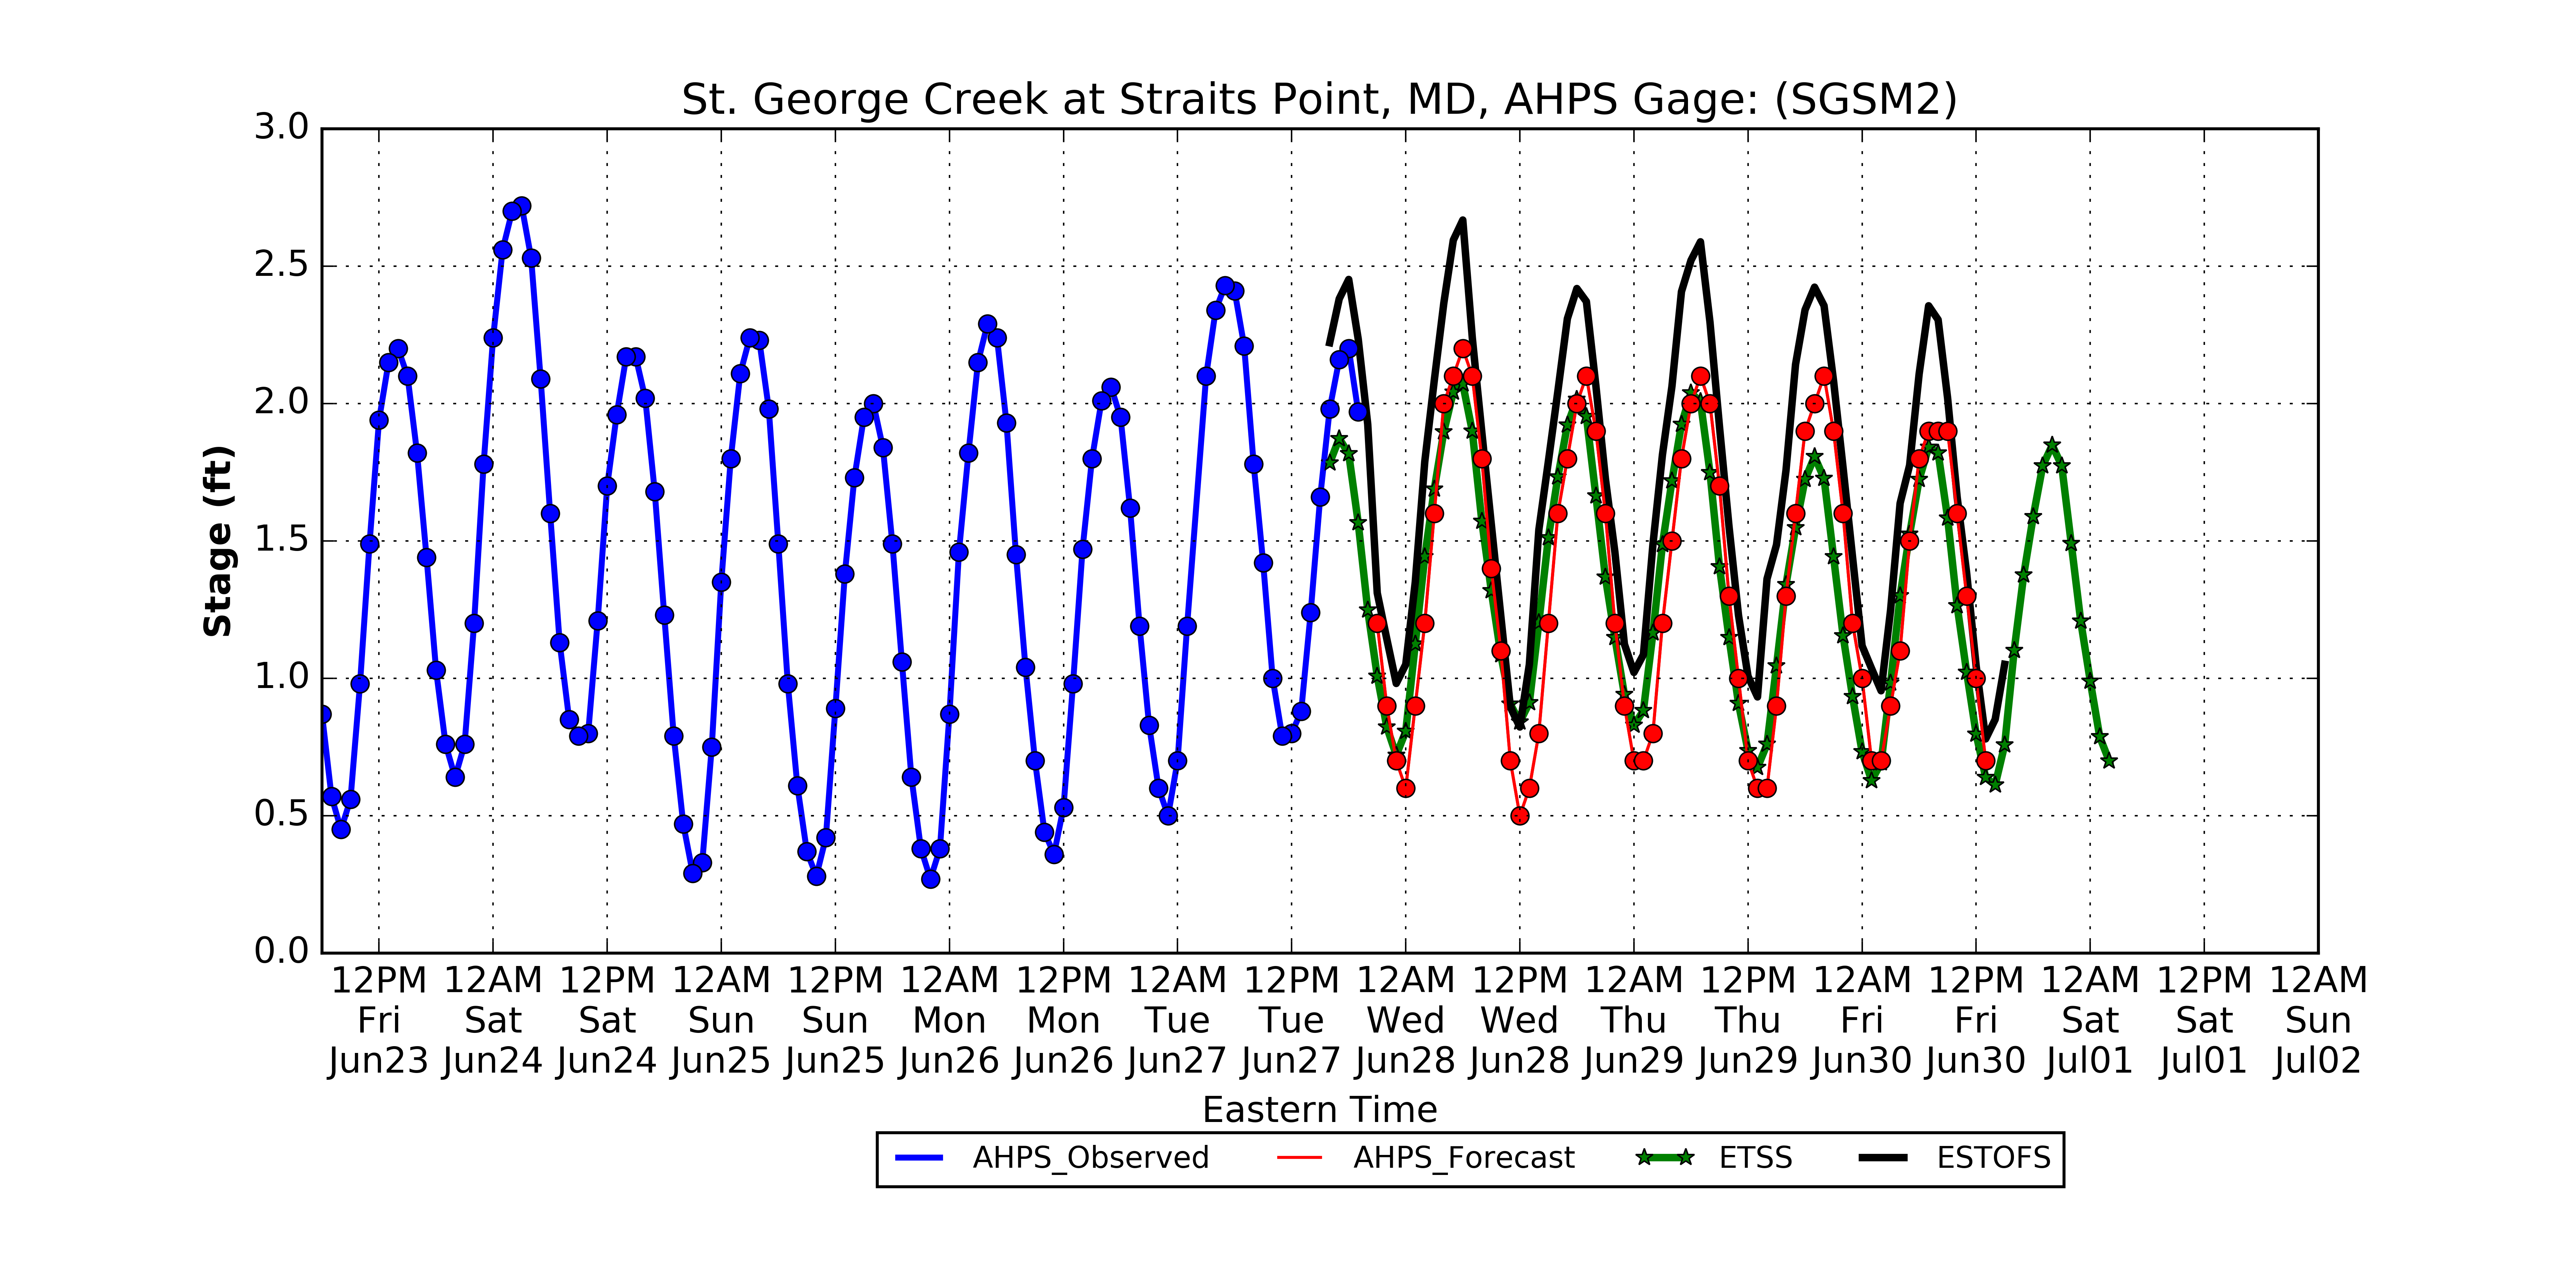 St. George Creek at Straits Point, MD, AHPS Gage: (SGSM2)
3.0
2.5
2.0
1.5
1.0
0.5
0.0
Stage (ft)
12PM 12AM 12PM 12AM 12PM 12AM 12PM 12AM 12PM 12AM 12PM 12AM 12PM 12AM 12PM 12AM 12PM 12AM
Fri Sat Sat Sun Sun Mon Mon Tue Tue Wed Wed Thu Thu Fri Fri Sat Sat Sun
Jun23 Jun24 Jun24 Jun25 Jun25 Jun26 Jun26 Jun27 Jun27 Jun28 Jun28 Jun29 Jun29 Jun30 Jun30 Jul01 Jul01 Jul02
Eastern Time
AHPS_Observed AHPS_Forecast ETSS ESTOFS